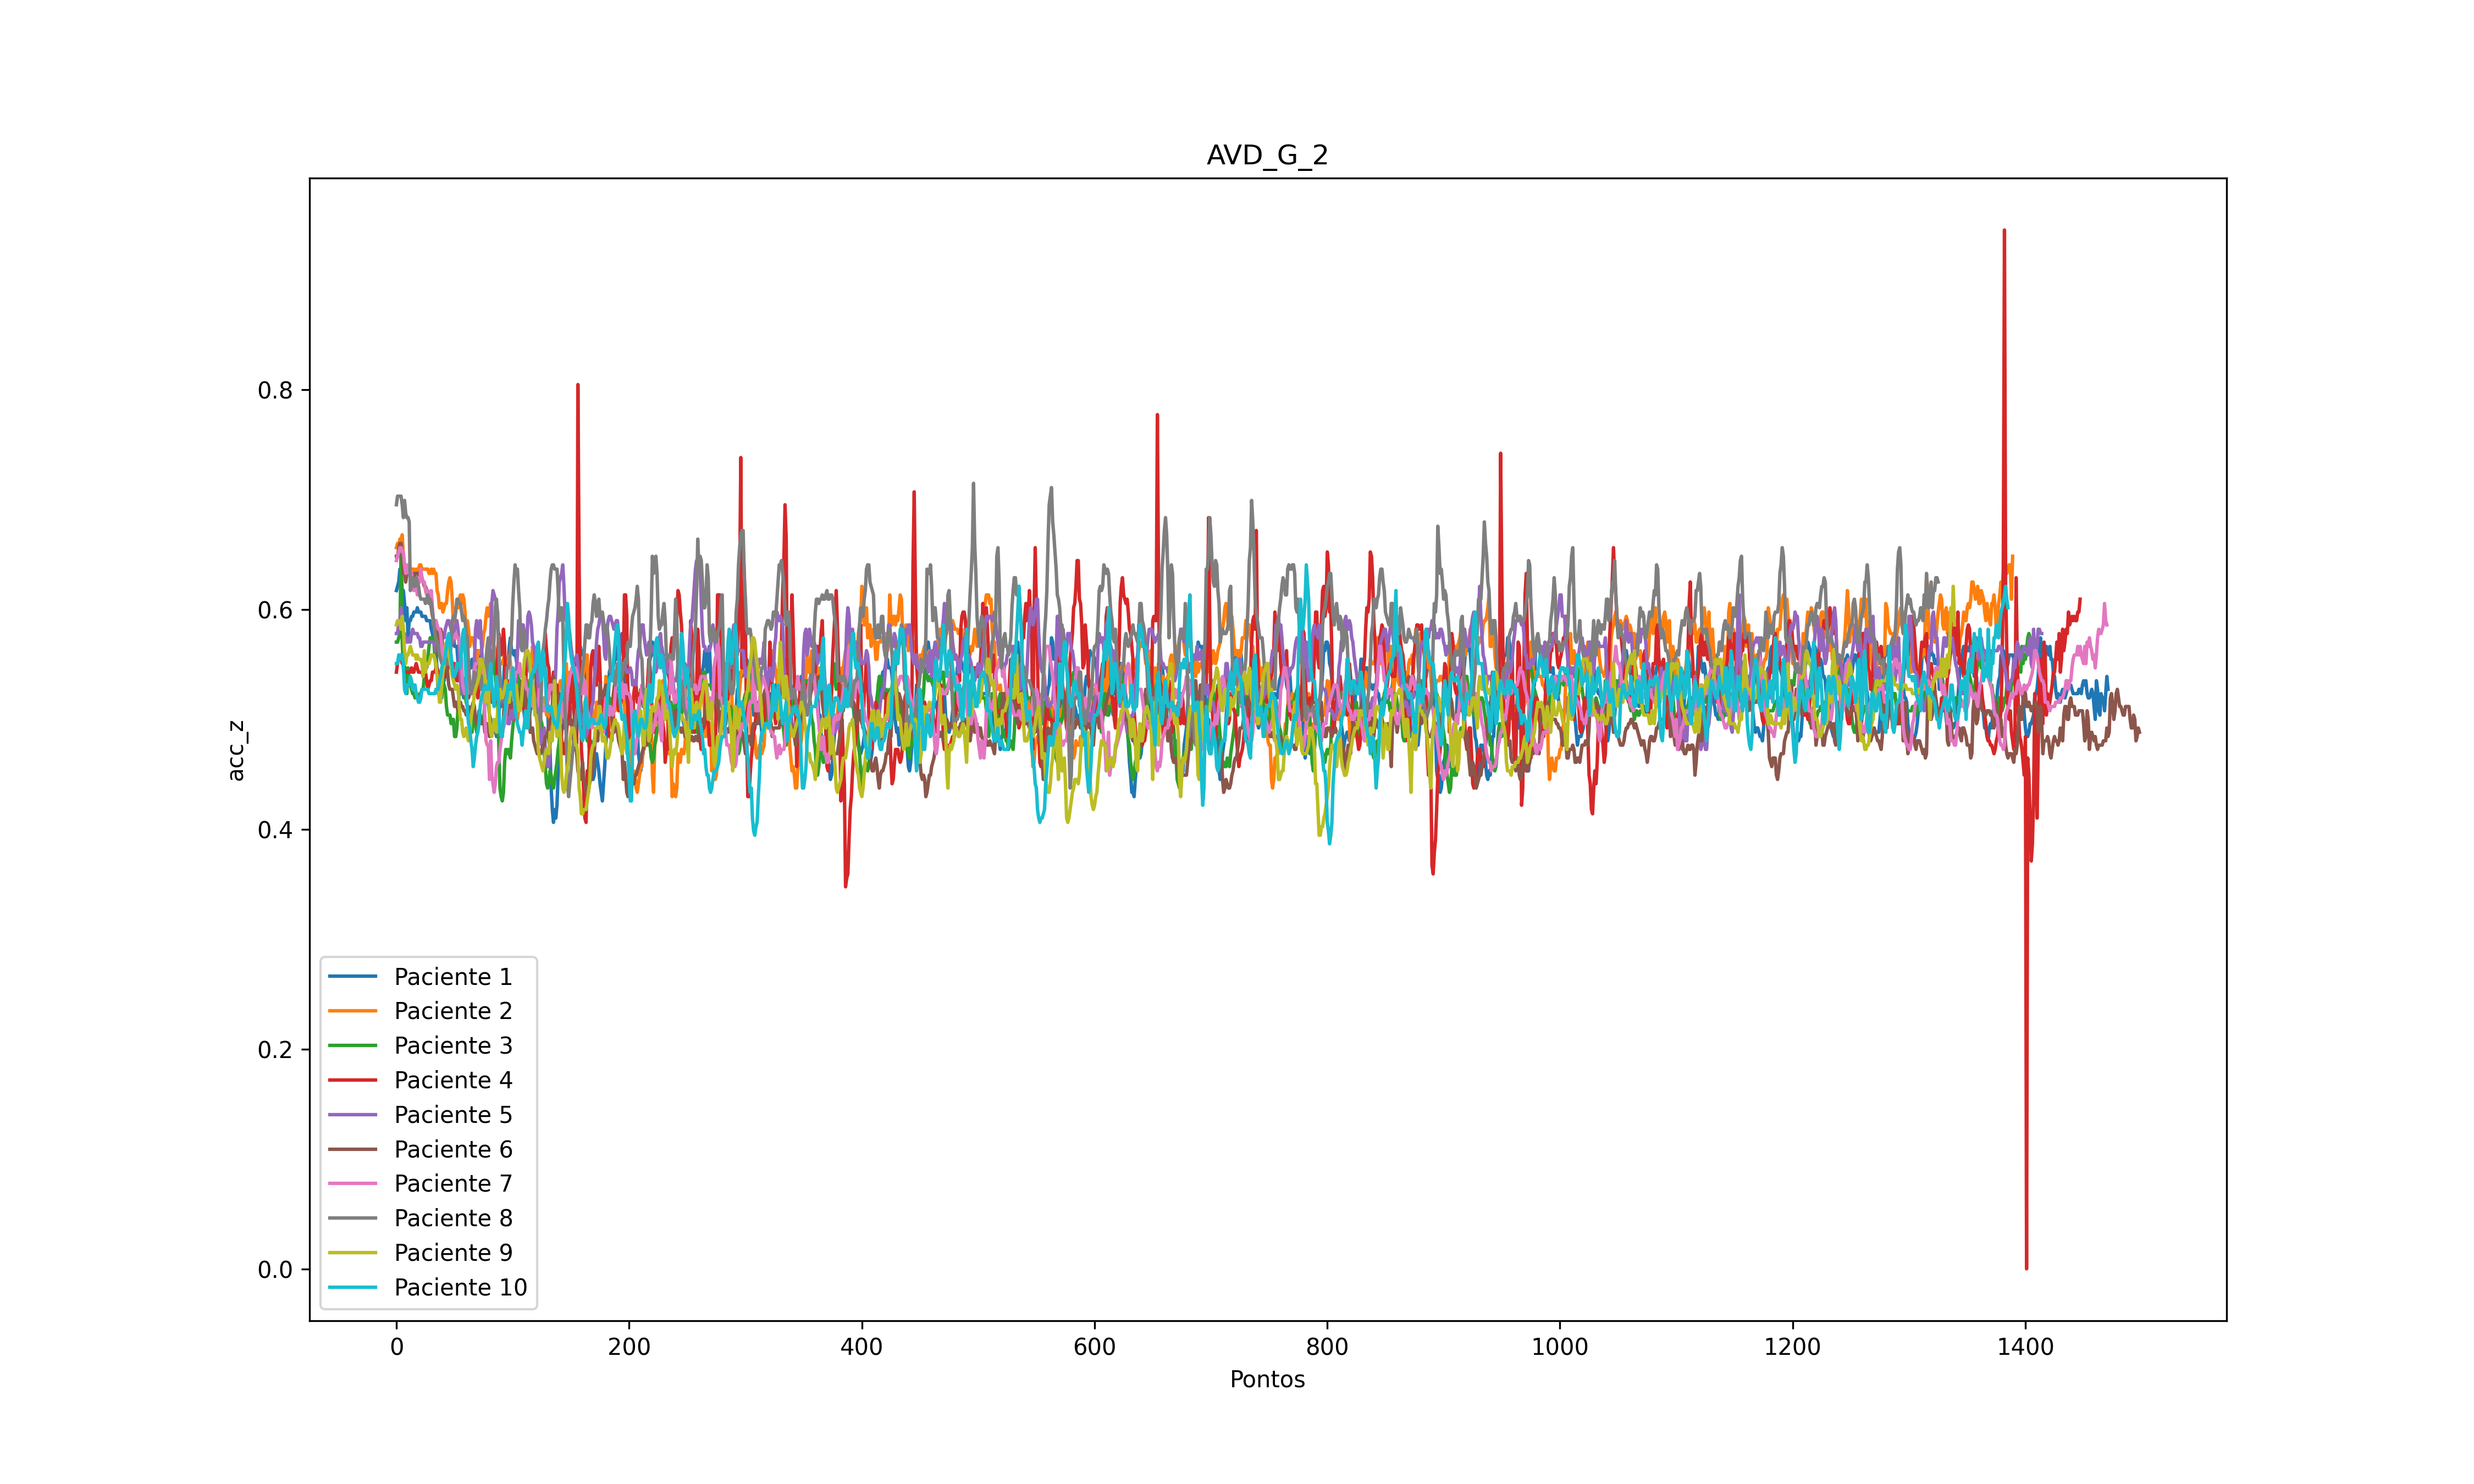 AVD_G_2
acc_z
0.8
0.6
0.4
0.2
0.0
Paciente 1
Paciente 2
Paciente 3
Paciente 4
Paciente 5
Paciente 6
Paciente 7
Paciente 8
Paciente 9
Paciente 10
0 200 400 600 800 1000 1200 1400
Pontos